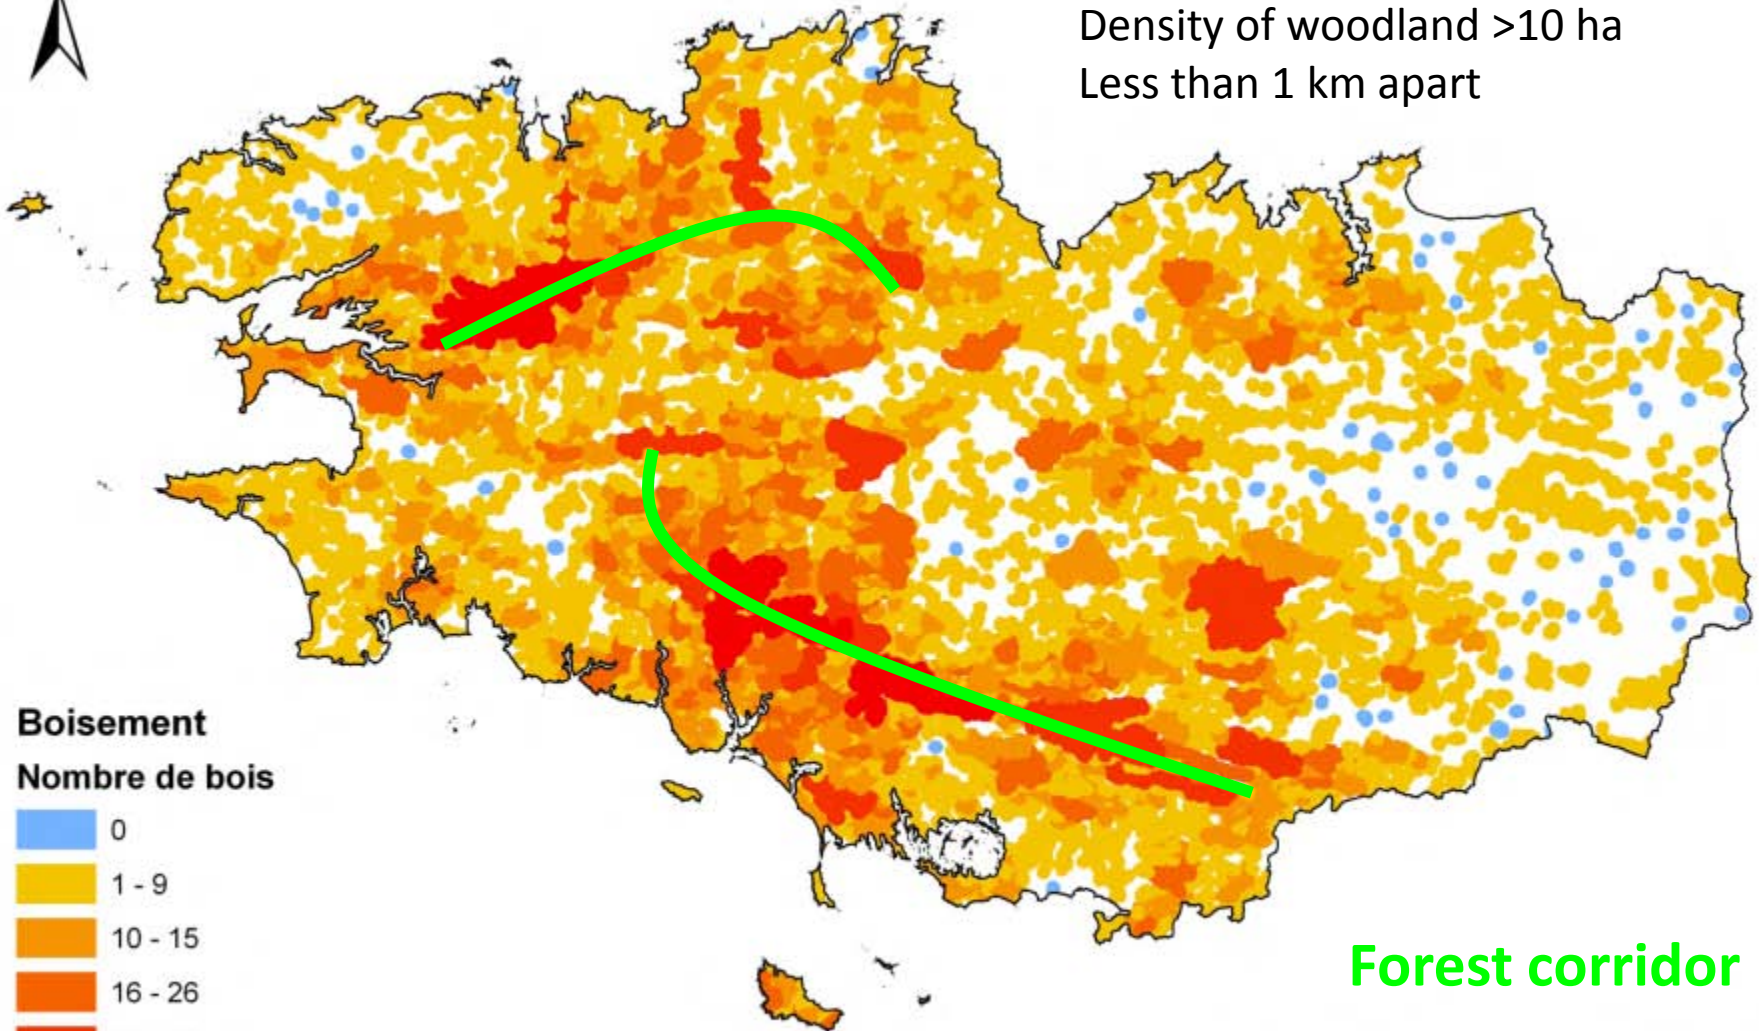 Density of woodland >10 ha
Less than 1 km apart
Boisement
Nombre de bois
0
1 - 9
10 - 15
16 - 26
Forest corridor